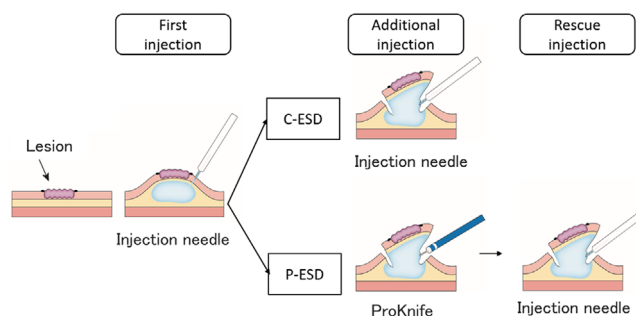 First
injection
Additional
injection
Rescue
injection
Lesion
C-ESD
Injection needle
Injection needle
P-ESD
ProKnife
Injection needle